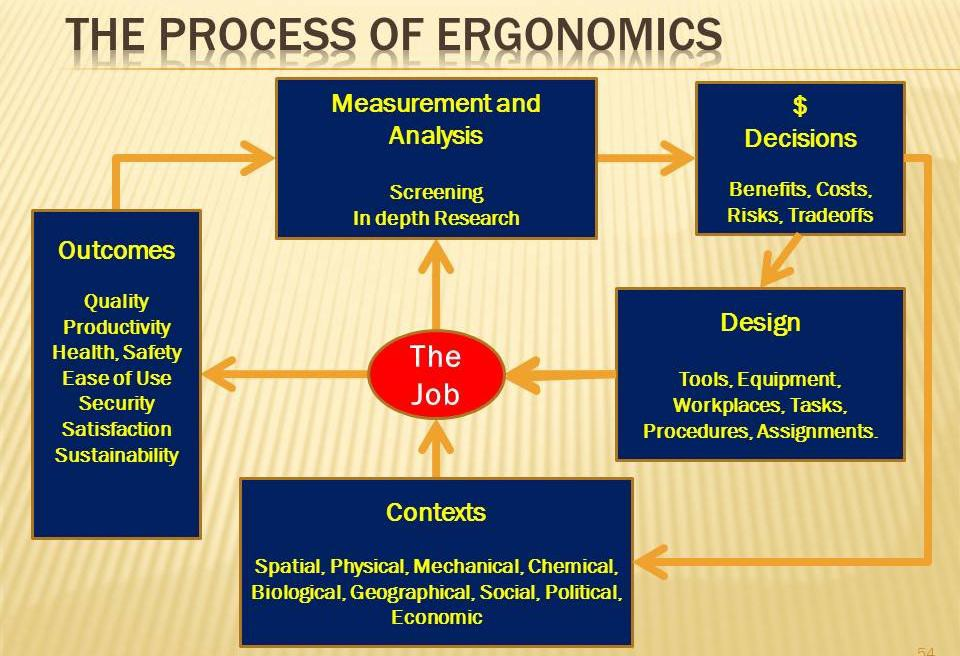 THE PROCESS OF ERGONOMICS
Measurement and
Analysis
Screening
In depth Research
$
Decisions
Benefits, Costs,
Risks, Tradeoffs
Outcomes
Quality
Productivity
Health, Safety
Ease of Use
Security
Satisfaction
Sustainability
The
Job
Design
Tools, Equipment,
Workplaces, Tasks,
Procedures, Assignments.
Contexts
Spatial, Physical, Mechanical, Chemical,
Biological, Geographical, Social, Political,
Economic
54